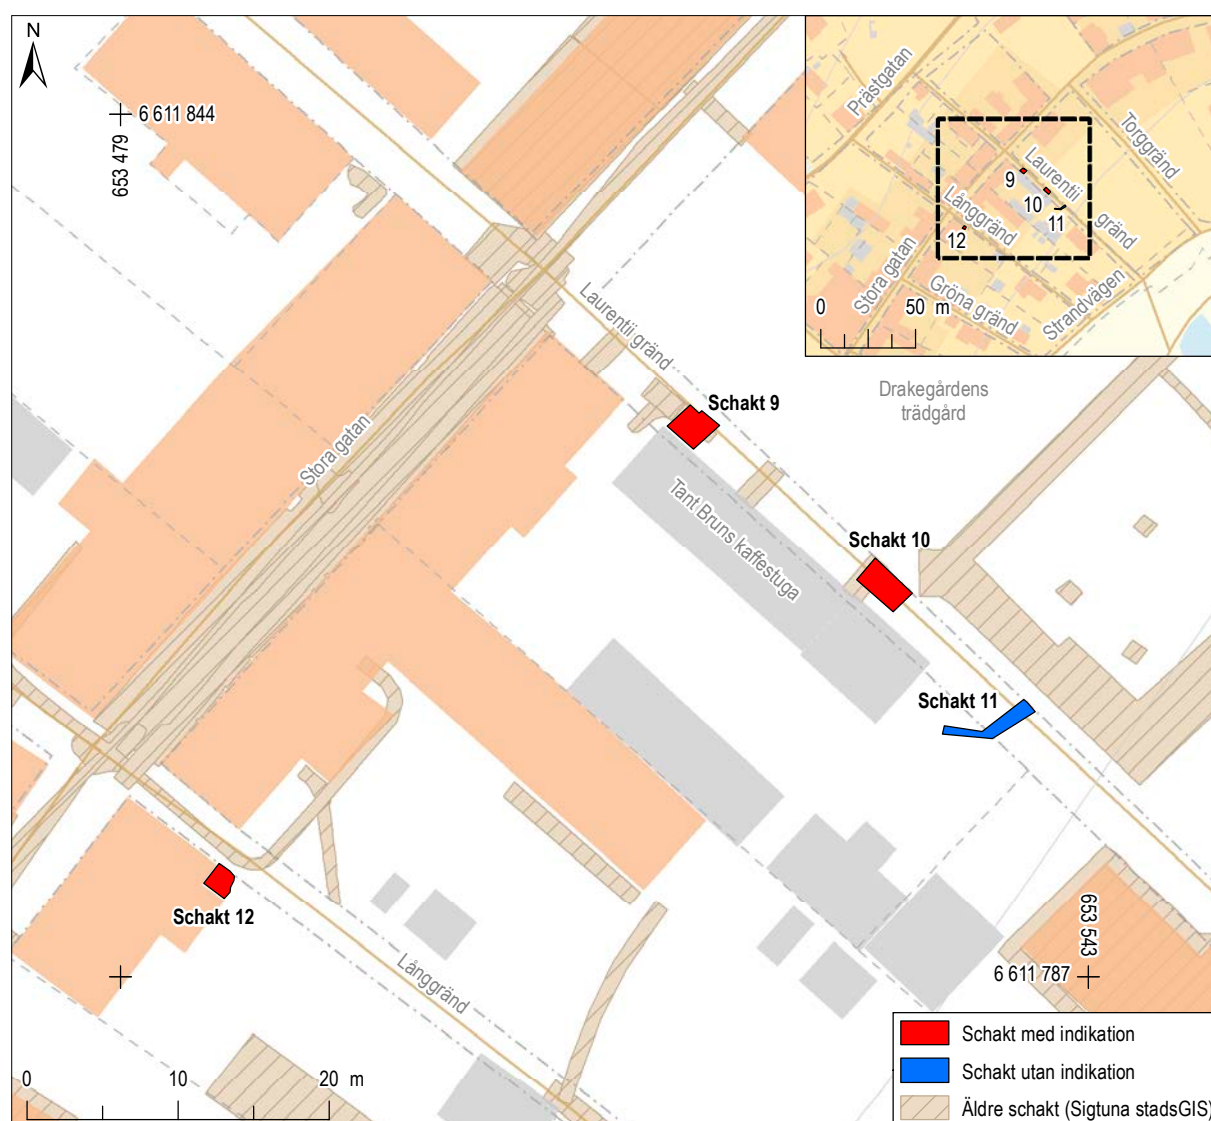 N
6 611 844
653 479
Prästgatan
Torggränd
Laurentii
gränd
9
10
11
12
Långgränd
Stora gatan
Gröna gränd
Strandvägen
0 50 m
Laurentii gränd
Drakegårdens
trädgård
Schakt 9
Stora gatan
Tant Bruns kaffestuga
Schakt 10
Schakt 11
Schakt 12
Långgränd
653 543
6 611 787
0 10 20 m
Schakt med indikation
Schakt utan indikation
Äldre schakt (Sigtuna stadsGIS)